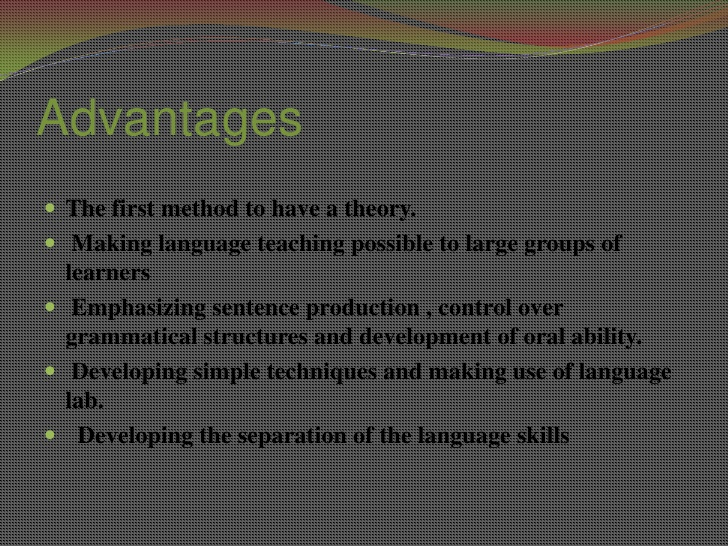 Advantages
The first method to have a theory.
Making language teaching possible to large groups of
learners
Emphasizing sentence production , control over
grammatical structures and development of oral ability.
Developing simple techniques and making use of language
lab.
Developing the separation of the language skills